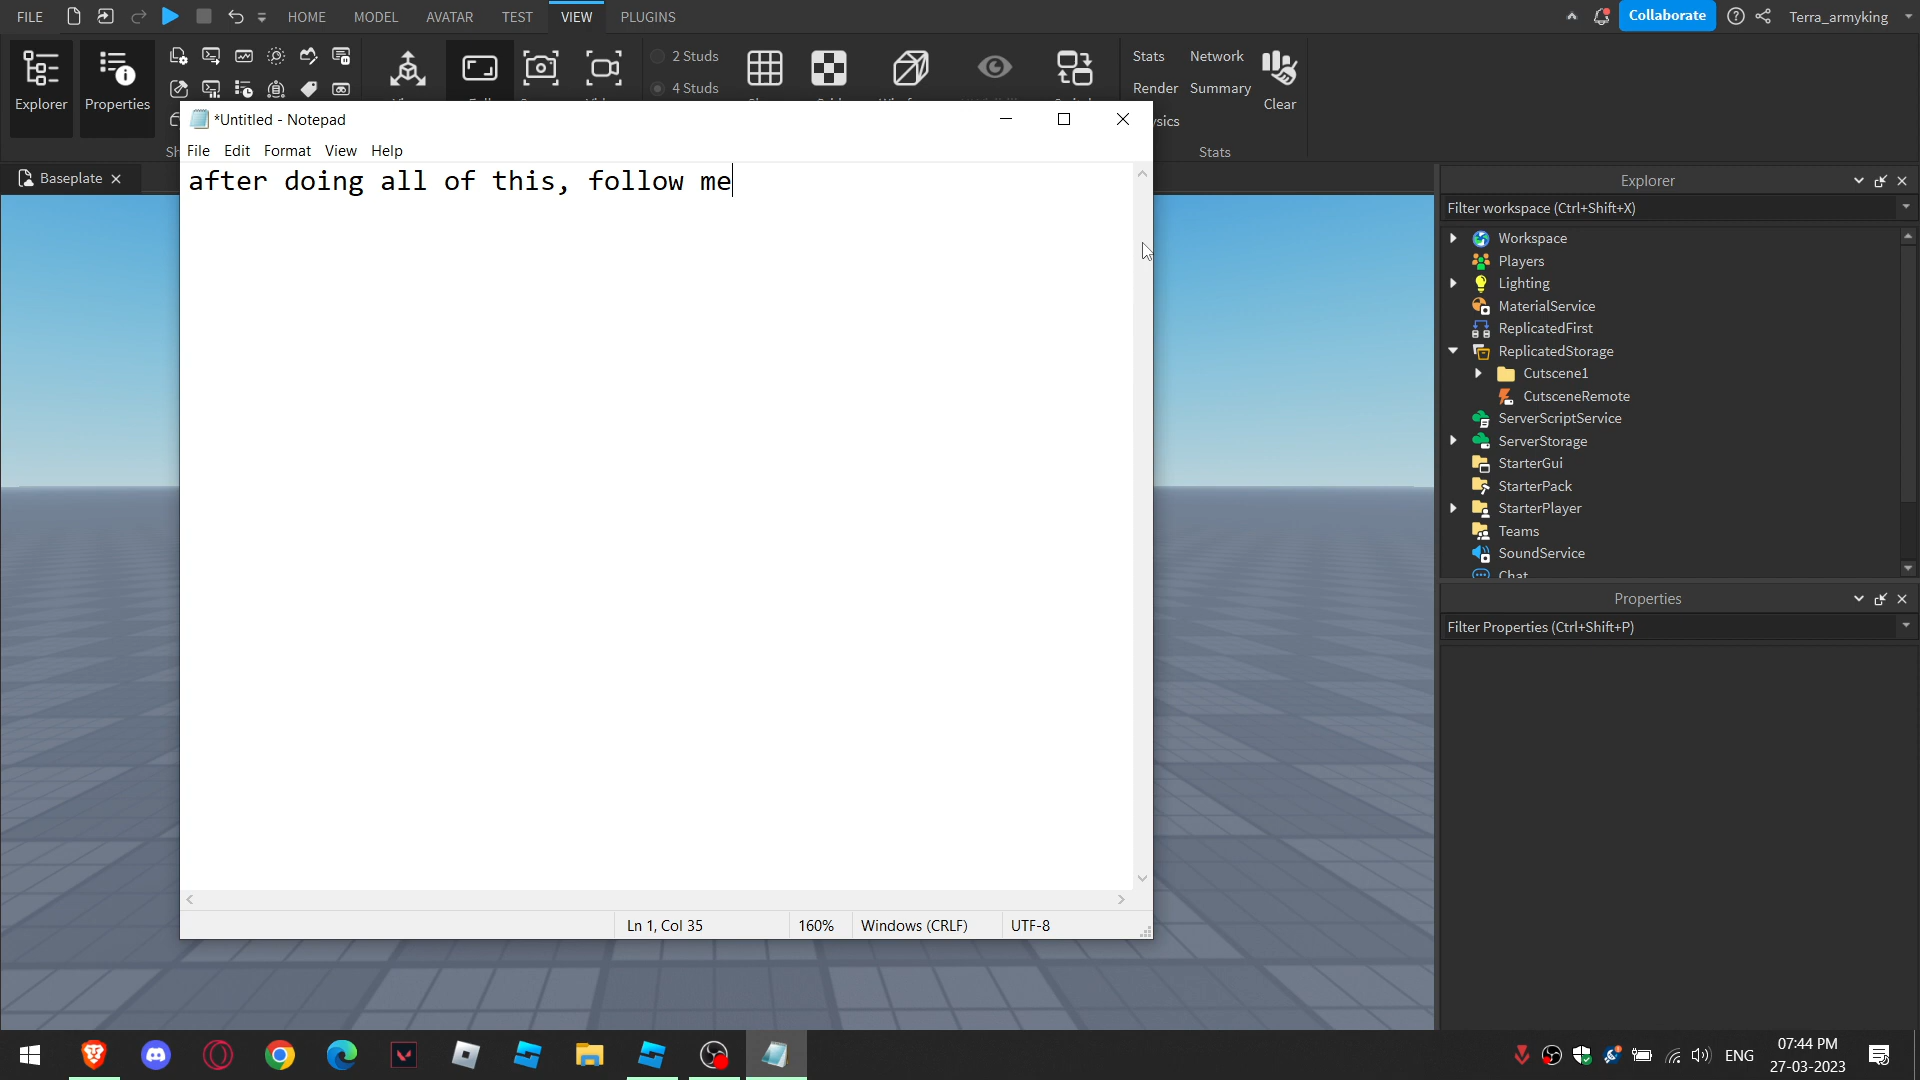 FILE HOME MODEL AVATAR TEST VIEW PLUGINS Collaborate Terra_armyking
2 Studs Stats Network
4 Studs Render Summary
Explorer Properties Clear
*Untitled - Notepad
File Edit Format View Help
Stats
after doing all of this, follow me
Baseplate
Explorer
Filter workspace (Ctrl+Shift+X)
Workspace
Players
Lighting
MaterialService
ReplicatedFirst
ReplicatedStorage
Cutscene1
CutsceneRemote
ServerScriptService
ServerStorage
StarterGui
StarterPack
StarterPlayer
Teams
SoundService
Chat
Properties
Filter Properties (Ctrl+Shift+P)
Ln 1, Col 35 160% Windows (CRLF) UTF-8
ENG
07:44 PM
27-03-2023